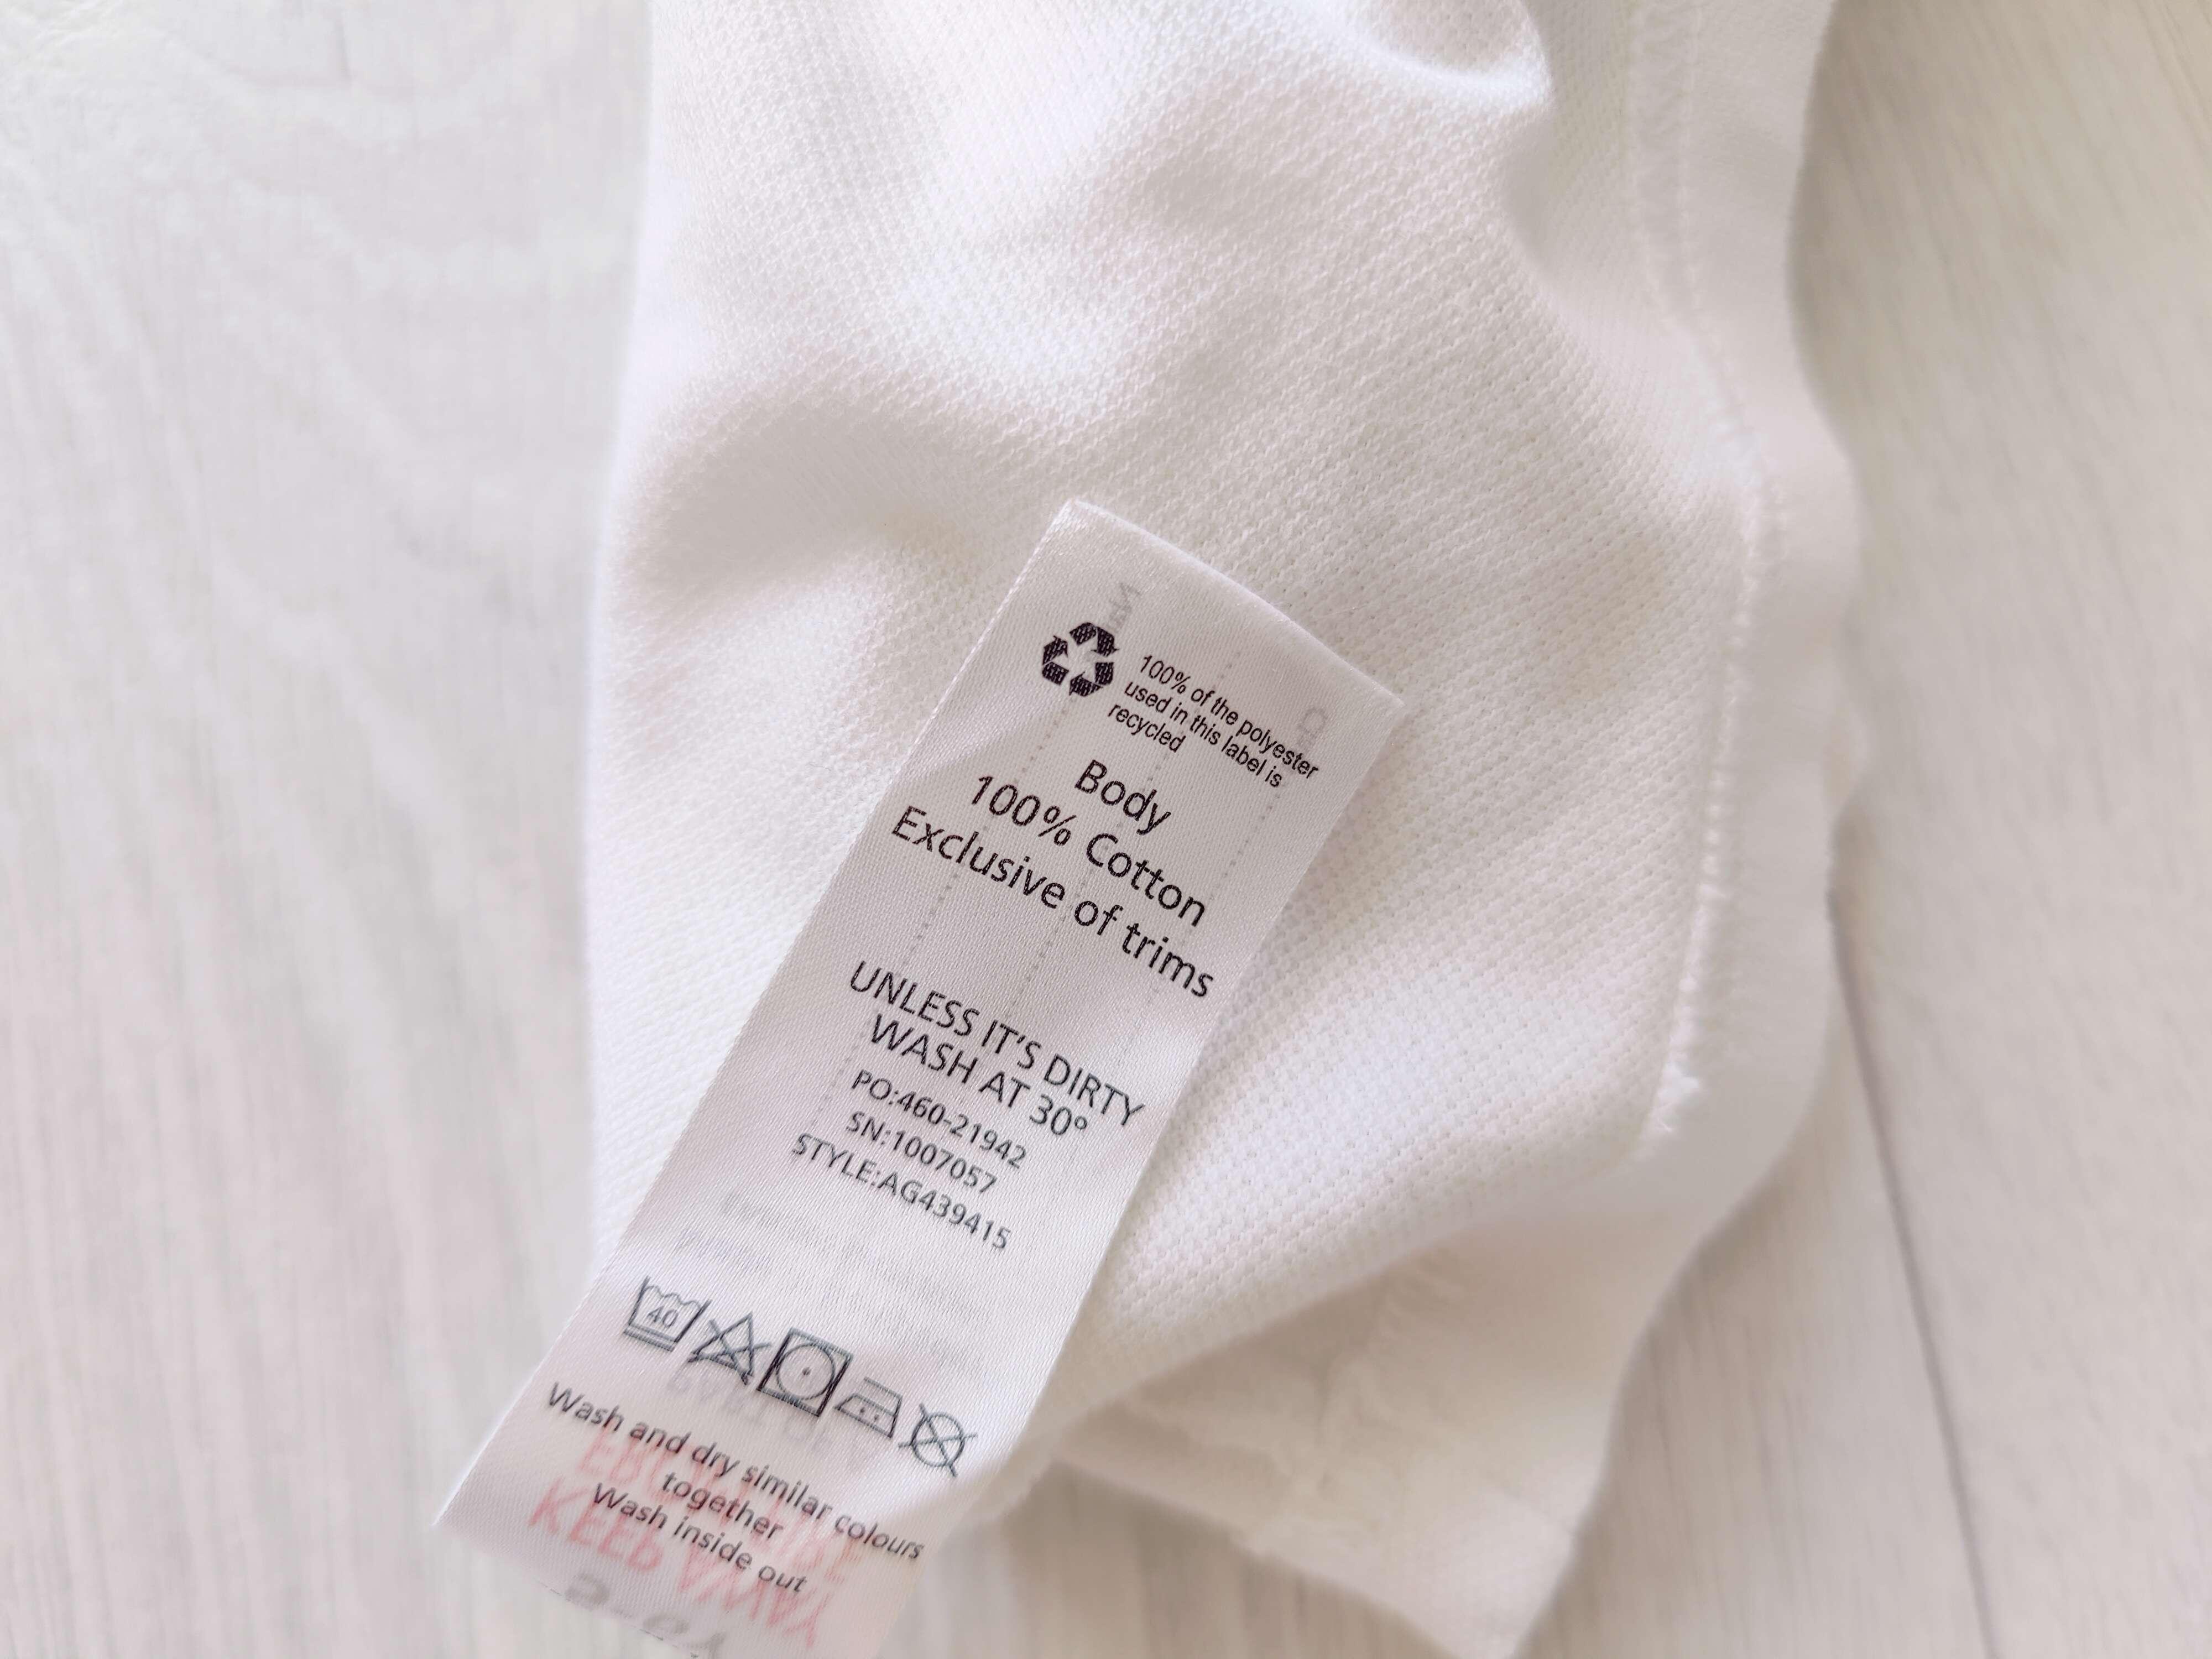 100% of the polyester
used in this label is
recycled
Body
100% Cotton
Exclusive of trims
UNLESS IT'S DIRTY
WASH AT 30°
PO:460-21942
SN:1007057
STYLE:AG439415
40
Wash and dry similar colours
together
Wash inside out
KEEP AWAY